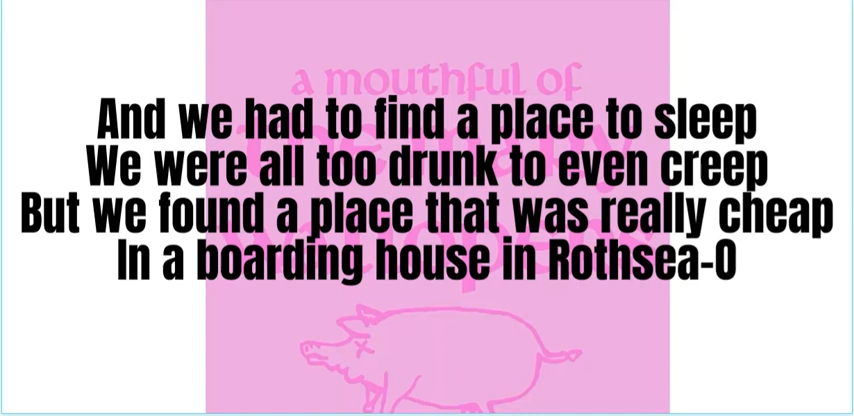 a mouthful of
And we had to find a place to sleep
We were all too drunk to even creep
But we found a place that was really cheap
In a boarding house in Rothsea-O